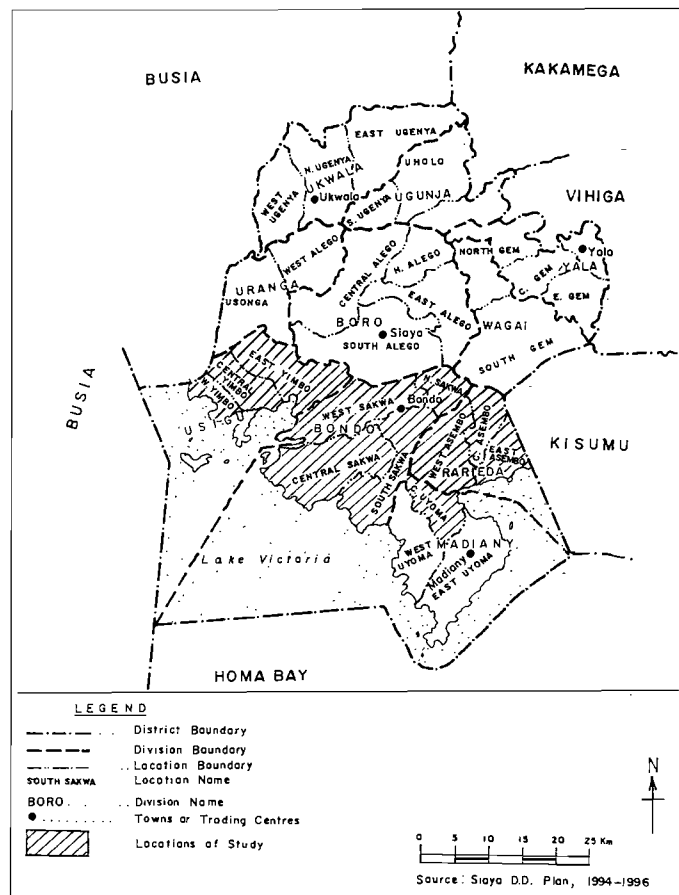 BUSIA
KAKAMEGA
EAST UGENYA
N. UGENYA
UHOLO
UKWALA
WEST UGENYA
Ukwala
S. UGENYA
UGUNJA
VIHIGA
WEST ALEGO
CENTRAL ALEGO
N. ALEGO
NORTH GEM
Yala
C. GEM
YALA
URANGA
USONGA
EAST ALEGO
E. GEM
BORO
Siaya
WAGAI
SOUTH ALEGO
SOUTH GEM
EAST YIMBO
CENTRAL YIMBO
W. YIMBO
BUSIA
N. SAKWA
WEST SAKWA
Bondo
USIGU
BONDO
WEST ASEMBO
ASEMBO
EAST ASEMBO
KISUMU
CENTRAL SAKWA
SOUTH SAKWA
RARIEDA
UYOMA
Lake Victoria
WEST UYOMA
MADIANY
Madiany
EAST UYOMA
HOMA BAY
LEGEND
District Boundary
Division Boundary
Location Boundary
SOUTH SAKWA Location Name
BORO Division Name
Towns or Trading Centres
Locations of Study
N
0 5 10 15 20 25 Km
Source: Siaya D.D. Plan, 1994-1996